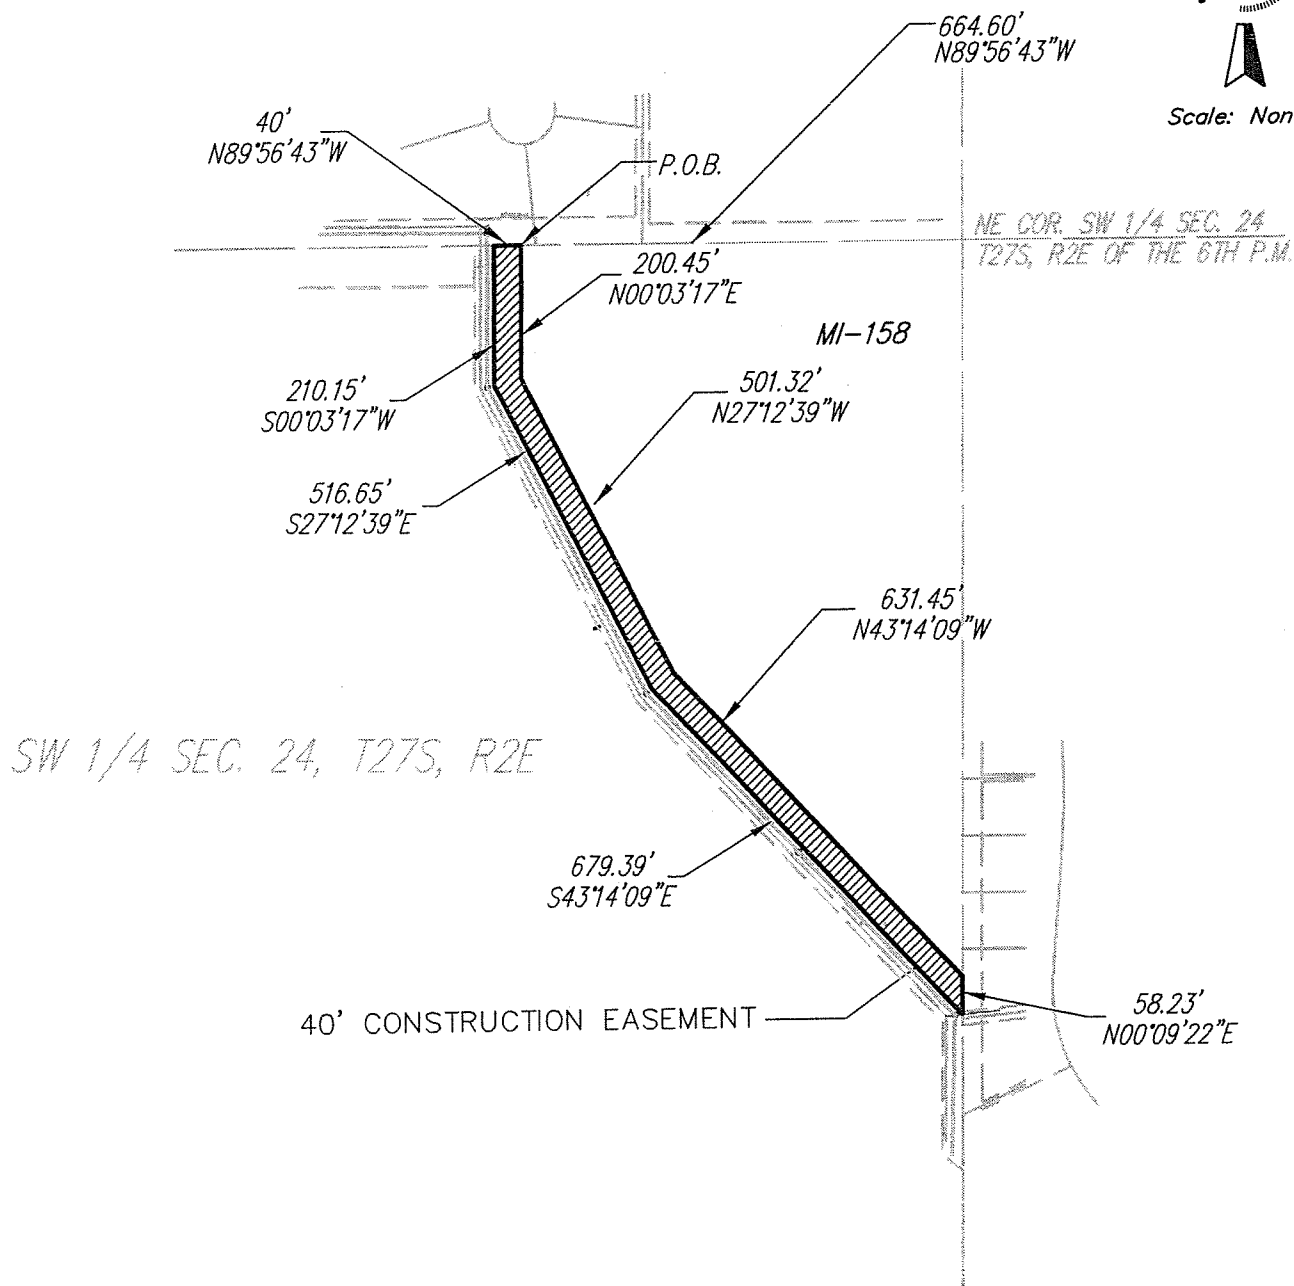 664.60'
N89°56'43"W
Scale: Non
40'
N89°56'43"W
P.O.B.
NE COR. SW 1/4 SEC. 24
T27S, R2E OF THE 6TH P.M.
200.45'
N00°03'17"E
MI-158
210.15'
S00°03'17"W
501.32'
N27°12'39"W
516.65'
S27°12'39"E
631.45'
N43°14'09"W
SW 1/4 SEC. 24, T27S, R2E
679.39'
S43°14'09"E
40' CONSTRUCTION EASEMENT
58.23'
N00°09'22"E